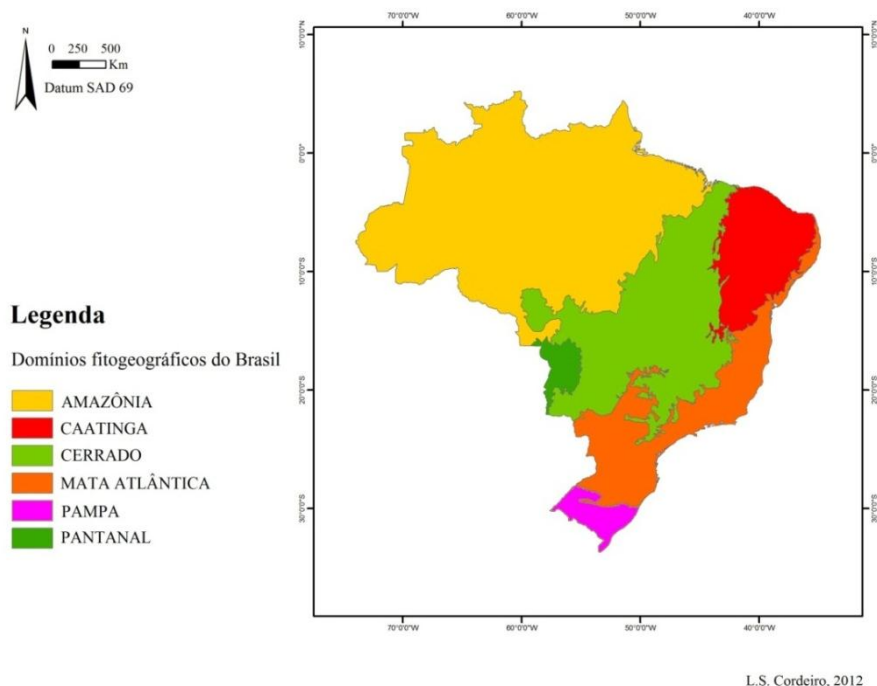 N
0 250 500
Km
Datum SAD 69
70°0'0"W 60°0'0"W 50°0'0"W 40°0'0"W
10°0'0"N 10°0'0"N
0°0'0" 0°0'0"
10°0'0"S 10°0'0"S
20°0'0"S 20°0'0"S
30°0'0"S 30°0'0"S
70°0'0"W 60°0'0"W 50°0'0"W 40°0'0"W
Legenda
Domínios fitogeográficos do Brasil
AMAZÔNIA
CAATINGA
CERRADO
MATA ATLÂNTICA
PAMPA
PANTANAL
L.S. Cordeiro, 2012